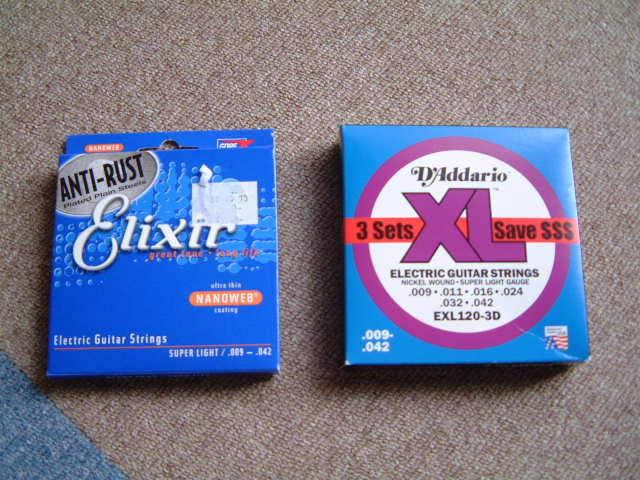 NANOWEB
ANTI-RUST
Plated Plain Steels
Elixir
great tone · long life
ultra thin
NANOWEB®
coating
Electric Guitar Strings
SUPER LIGHT / .009 – .042
D'Addario
XL™
3 Sets Save $$$
ELECTRIC GUITAR STRINGS
NICKEL WOUND · SUPER LIGHT GAUGE
.009 · .011 · .016 · .024
.032 · .042
EXL120-3D
.009-
.042